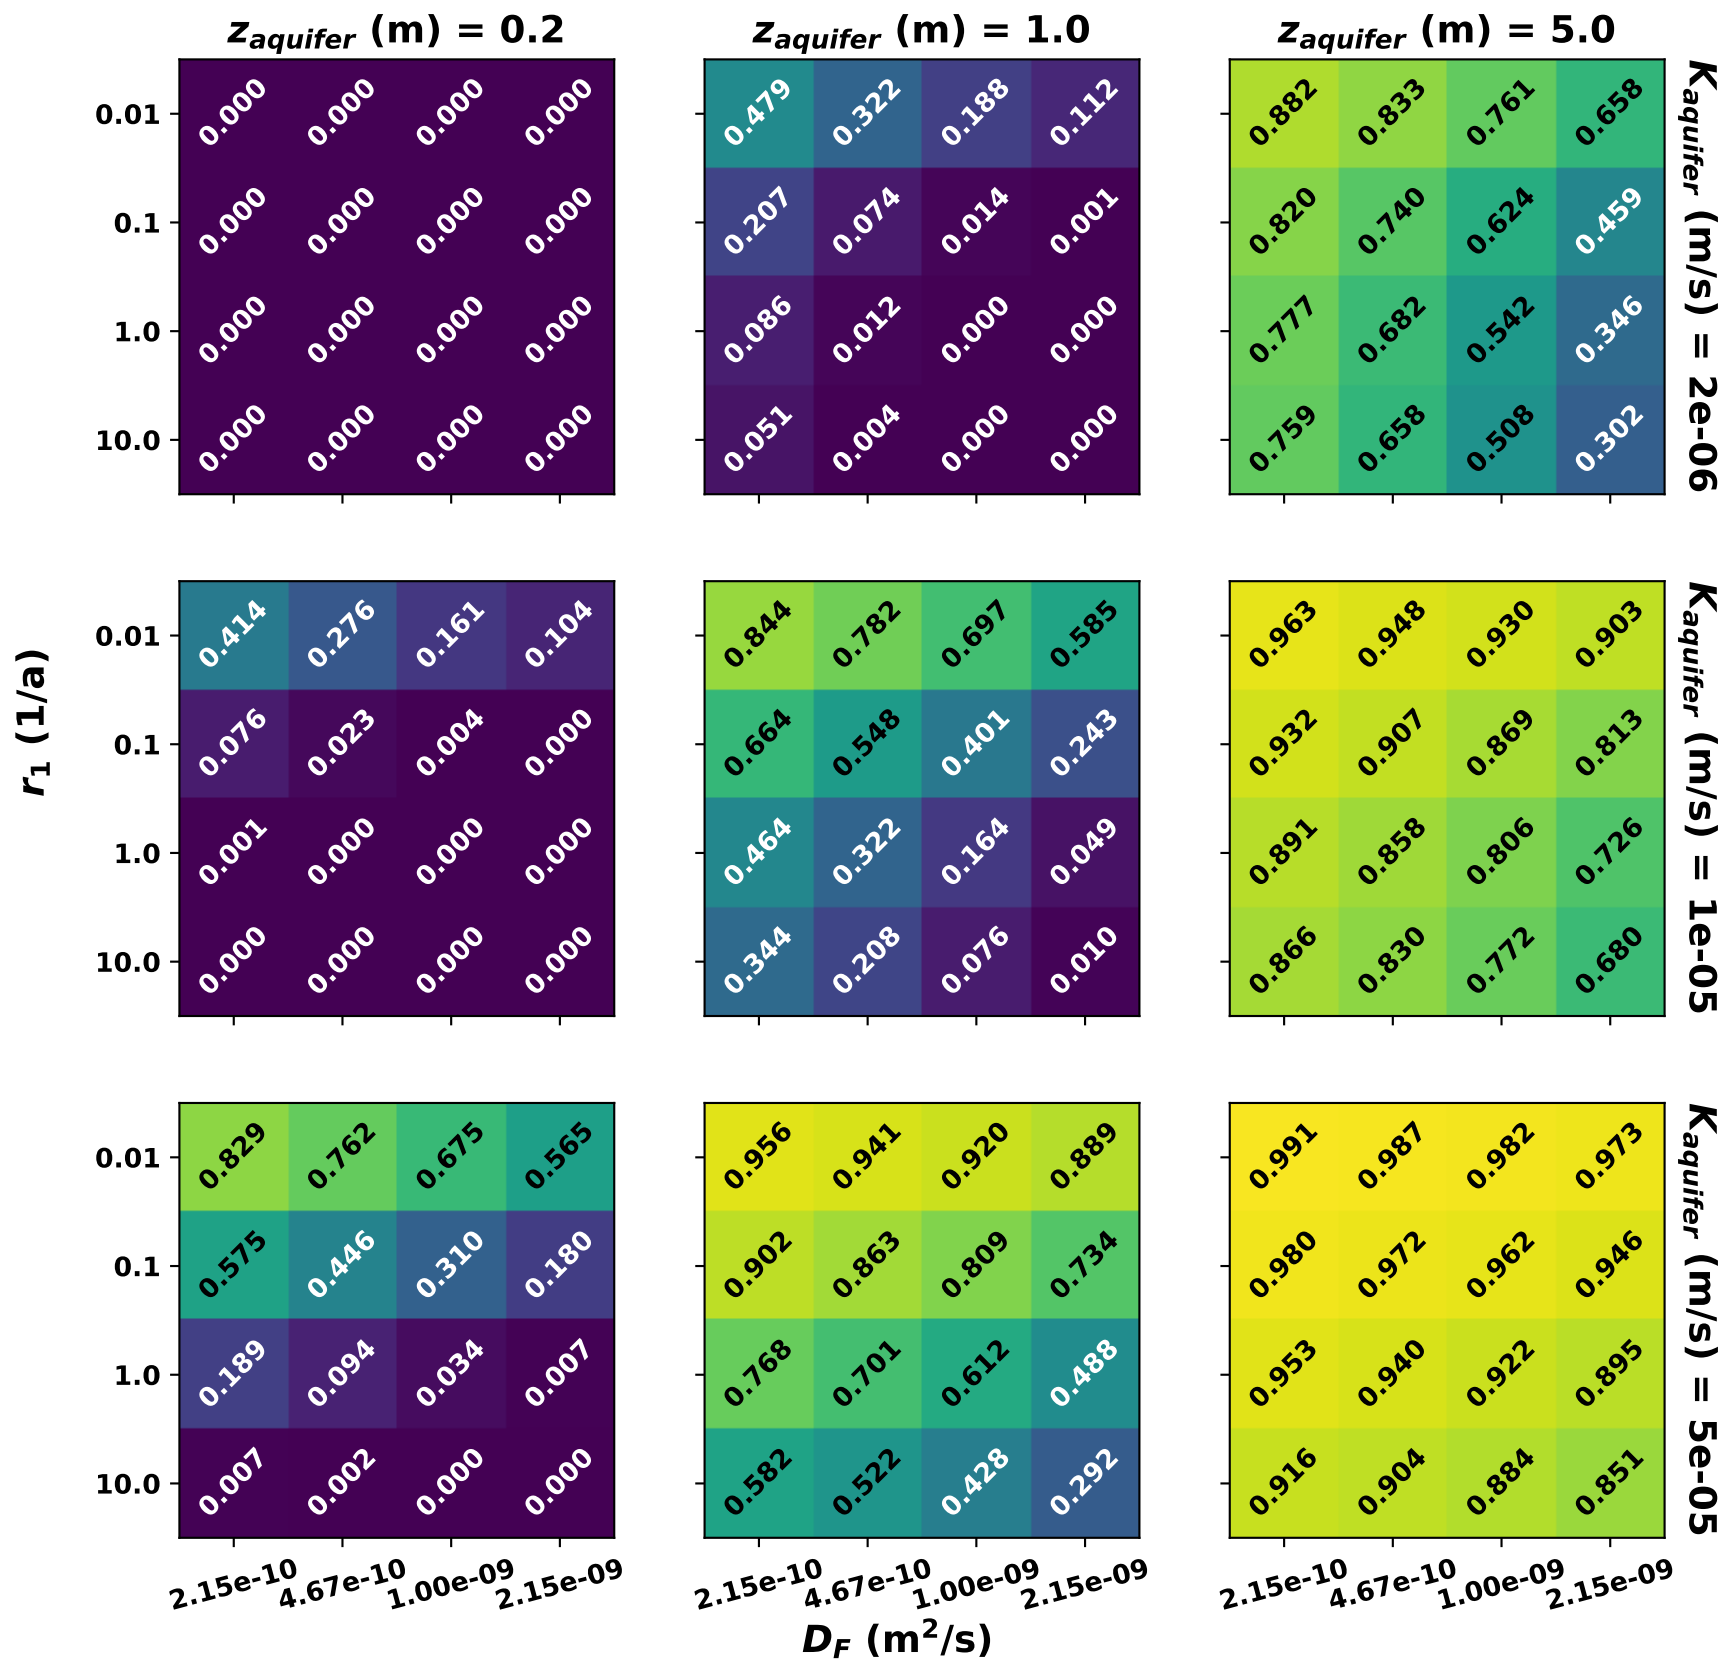 z_aquifer (m) = 0.2 z_aquifer (m) = 1.0 z_aquifer (m) = 5.0
0.01 0.000 0.000 0.000 0.000 0.479 0.322 0.188 0.112 0.882 0.833 0.761 0.658
0.1 0.000 0.000 0.000 0.000 0.207 0.074 0.014 0.001 0.820 0.740 0.624 0.459
1.0 0.000 0.000 0.000 0.000 0.086 0.012 0.000 0.000 0.777 0.682 0.542 0.346
10.0 0.000 0.000 0.000 0.000 0.051 0.004 0.000 0.000 0.759 0.658 0.508 0.302
K_aquifer (m/s) = 2e-06
r₁ (1/a)
0.01 0.414 0.276 0.161 0.104 0.844 0.782 0.697 0.585 0.963 0.948 0.930 0.903
0.1 0.076 0.023 0.004 0.000 0.664 0.548 0.401 0.243 0.932 0.907 0.869 0.813
1.0 0.001 0.000 0.000 0.000 0.464 0.322 0.164 0.049 0.891 0.858 0.806 0.726
10.0 0.000 0.000 0.000 0.000 0.344 0.208 0.076 0.010 0.866 0.830 0.772 0.680
K_aquifer (m/s) = 1e-05
0.01 0.829 0.762 0.675 0.565 0.956 0.941 0.920 0.889 0.991 0.987 0.982 0.973
0.1 0.575 0.446 0.310 0.180 0.902 0.863 0.809 0.734 0.980 0.972 0.962 0.946
1.0 0.189 0.094 0.034 0.007 0.768 0.701 0.612 0.488 0.953 0.940 0.922 0.895
10.0 0.007 0.002 0.000 0.000 0.582 0.522 0.428 0.292 0.916 0.904 0.884 0.851
K_aquifer (m/s) = 5e-05
2.15e-10 4.67e-10 1.00e-09 2.15e-09 2.15e-10 4.67e-10 1.00e-09 2.15e-09 2.15e-10 4.67e-10 1.00e-09 2.15e-09
D_F (m²/s)